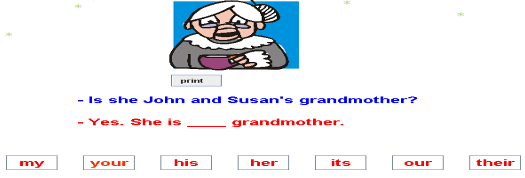 print
- Is she John and Susan's grandmother?
- Yes. She is _____ grandmother.
my your his her its our their